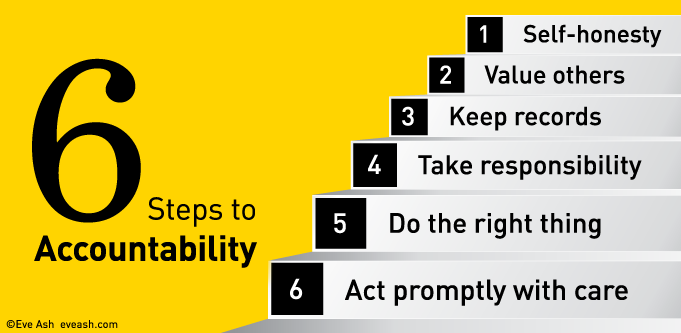 6
Steps to
Accountability
1 Self-honesty
2 Value others
3 Keep records
4 Take responsibility
5 Do the right thing
6 Act promptly with care
©Eve Ash eveash.com